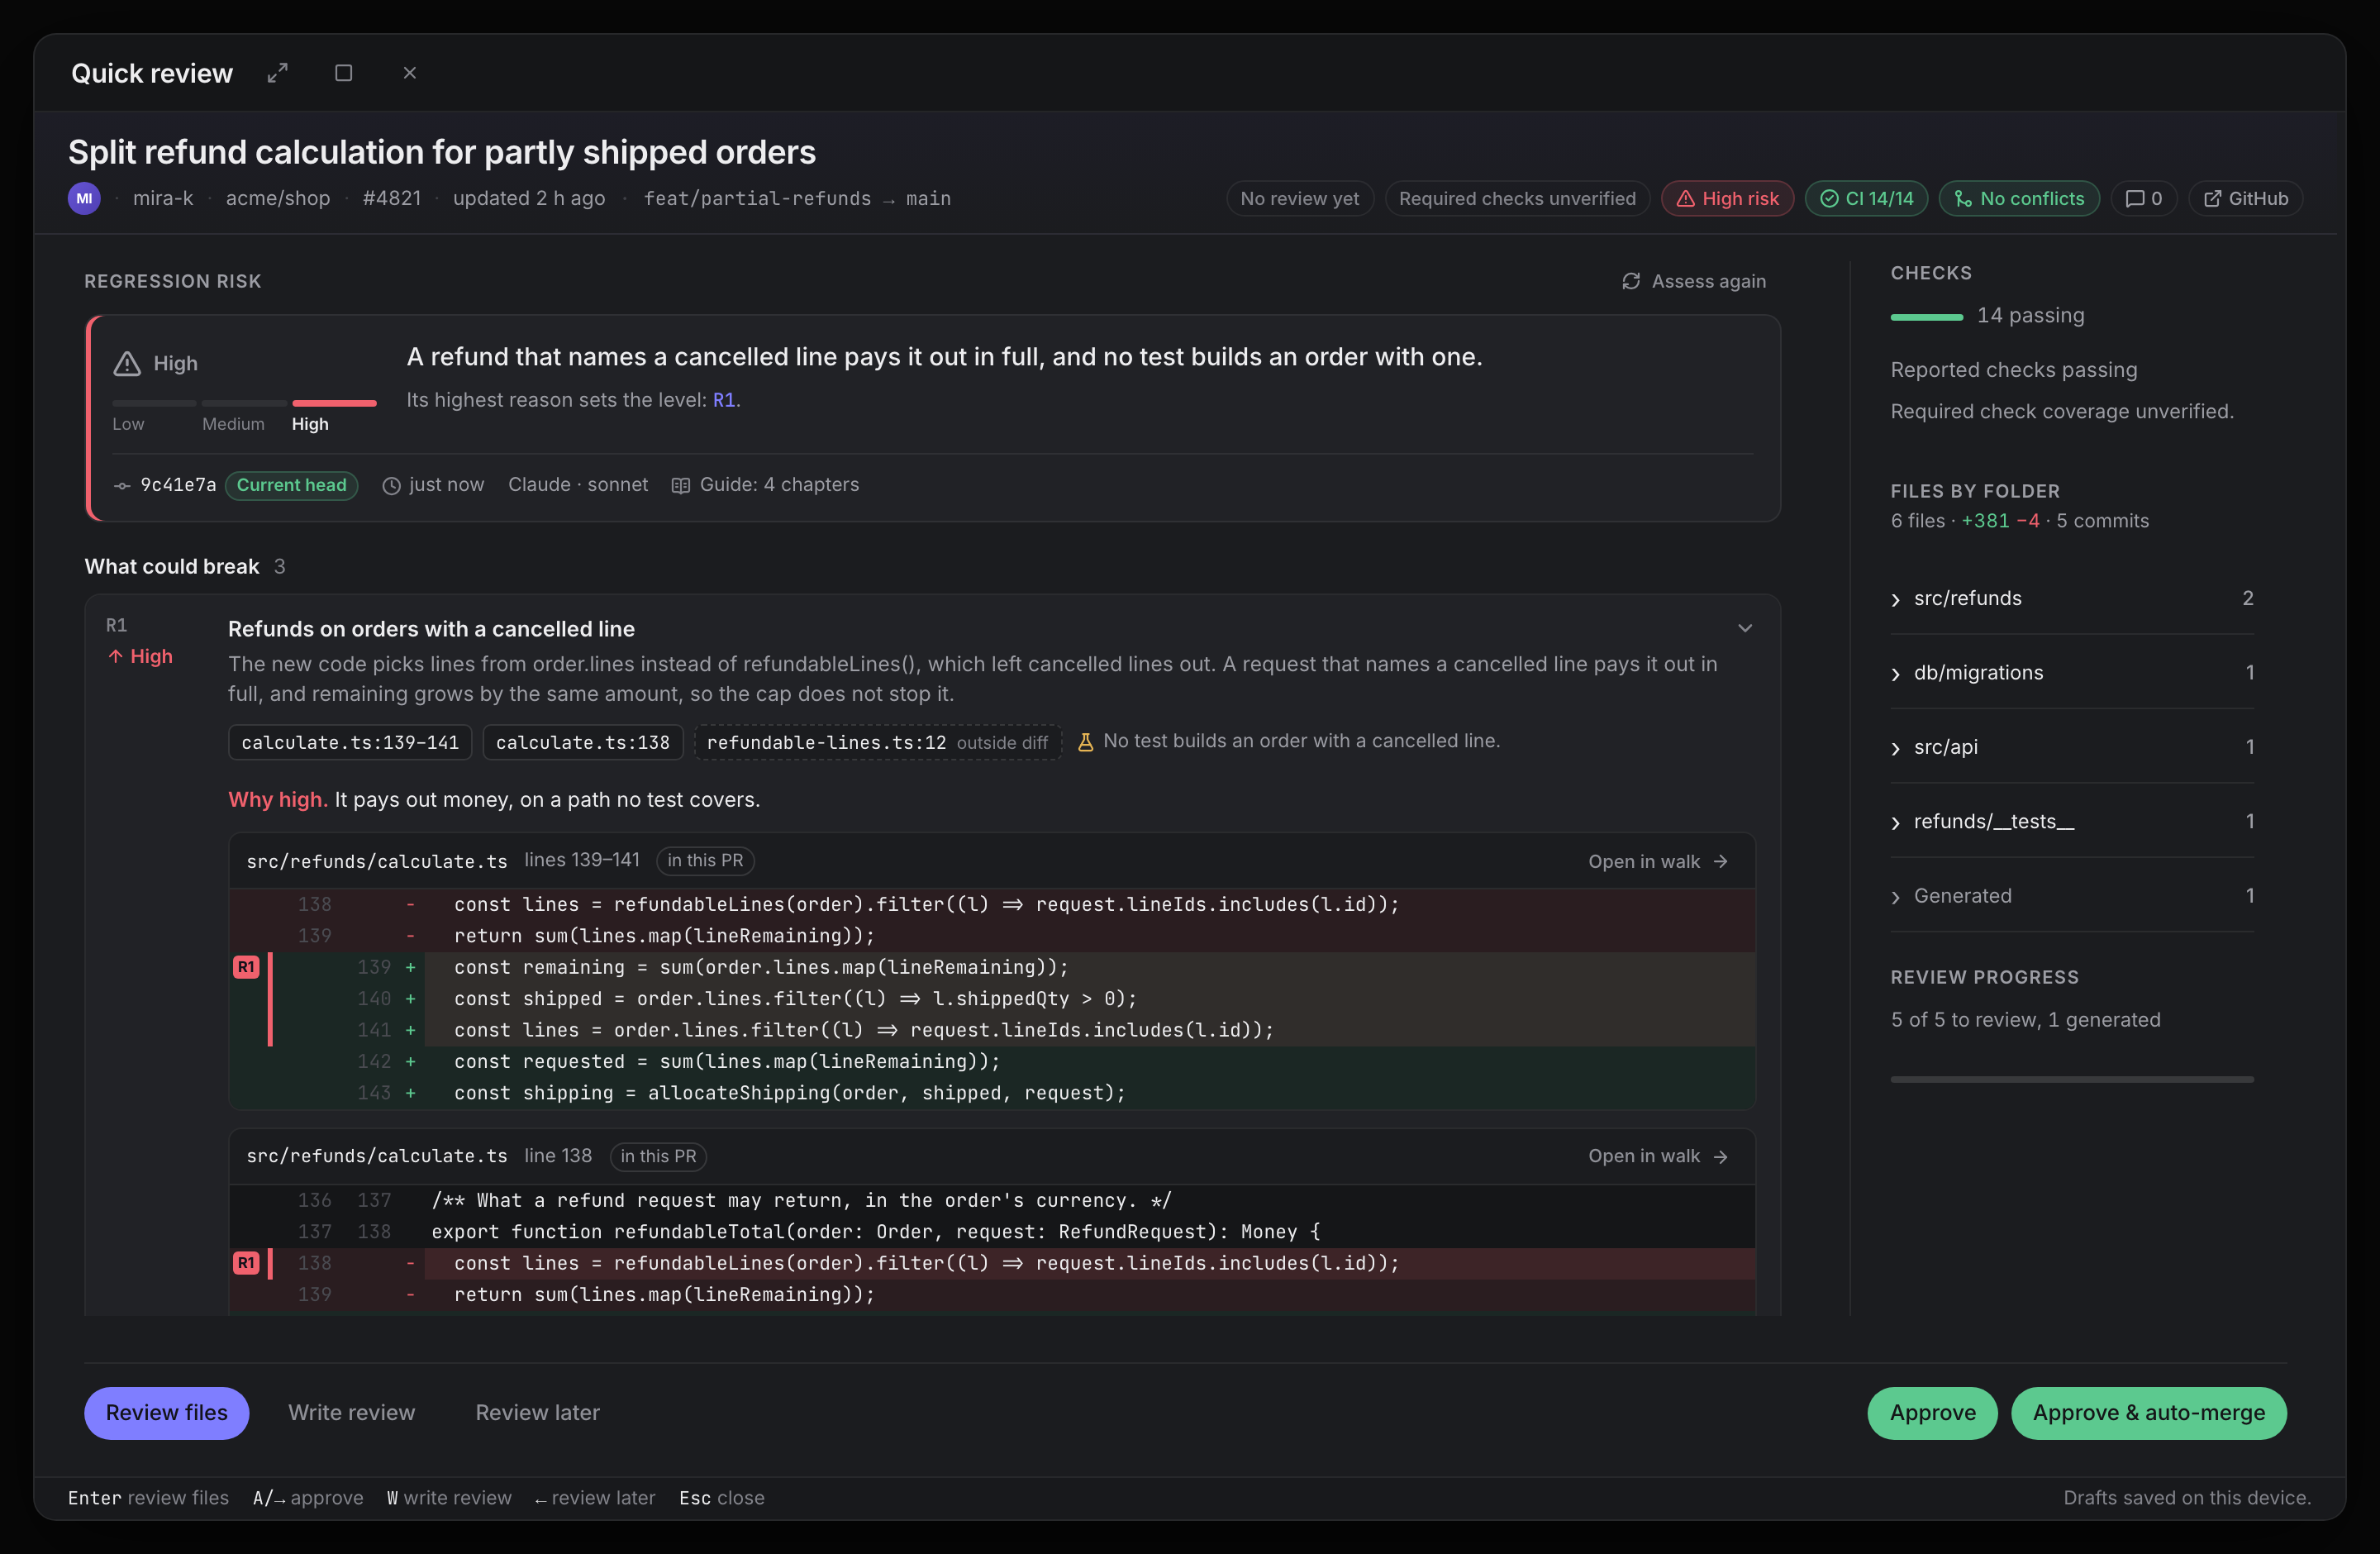 Quick review
Split refund calculation for partly shipped orders
MI · mira-k · acme/shop · #4821 · updated 2 h ago · feat/partial-refunds → main
No review yet
Required checks unverified
High risk
CI 14/14
No conflicts
0
GitHub
REGRESSION RISK
Assess again
High
Low Medium High
A refund that names a cancelled line pays it out in full, and no test builds an order with one.
Its highest reason sets the level: R1.
9c41e7a Current head just now Claude · sonnet Guide: 4 chapters
What could break 3
R1
↑ High
Refunds on orders with a cancelled line
The new code picks lines from order.lines instead of refundableLines(), which left cancelled lines out. A request that names a cancelled line pays it out in
full, and remaining grows by the same amount, so the cap does not stop it.
calculate.ts:139–141 calculate.ts:138 refundable-lines.ts:12 outside diff No test builds an order with a cancelled line.
Why high. It pays out money, on a path no test covers.
src/refunds/calculate.ts lines 139–141 in this PR Open in walk →
138 - const lines = refundableLines(order).filter((l) => request.lineIds.includes(l.id));
139 - return sum(lines.map(lineRemaining));
R1 139 + const remaining = sum(order.lines.map(lineRemaining));
140 + const shipped = order.lines.filter((l) => l.shippedQty > 0);
141 + const lines = order.lines.filter((l) => request.lineIds.includes(l.id));
142 + const requested = sum(lines.map(lineRemaining));
143 + const shipping = allocateShipping(order, shipped, request);
src/refunds/calculate.ts line 138 in this PR Open in walk →
136 137 /** What a refund request may return, in the order's currency. */
137 138 export function refundableTotal(order: Order, request: RefundRequest): Money {
R1 138 - const lines = refundableLines(order).filter((l) => request.lineIds.includes(l.id));
139 - return sum(lines.map(lineRemaining));
CHECKS
14 passing
Reported checks passing
Required check coverage unverified.
FILES BY FOLDER
6 files · +381 −4 · 5 commits
src/refunds 2
db/migrations 1
src/api 1
refunds/__tests__ 1
Generated 1
REVIEW PROGRESS
5 of 5 to review, 1 generated
Review files
Write review
Review later
Approve
Approve & auto-merge
Enter review files A/→ approve W write review ← review later Esc close
Drafts saved on this device.